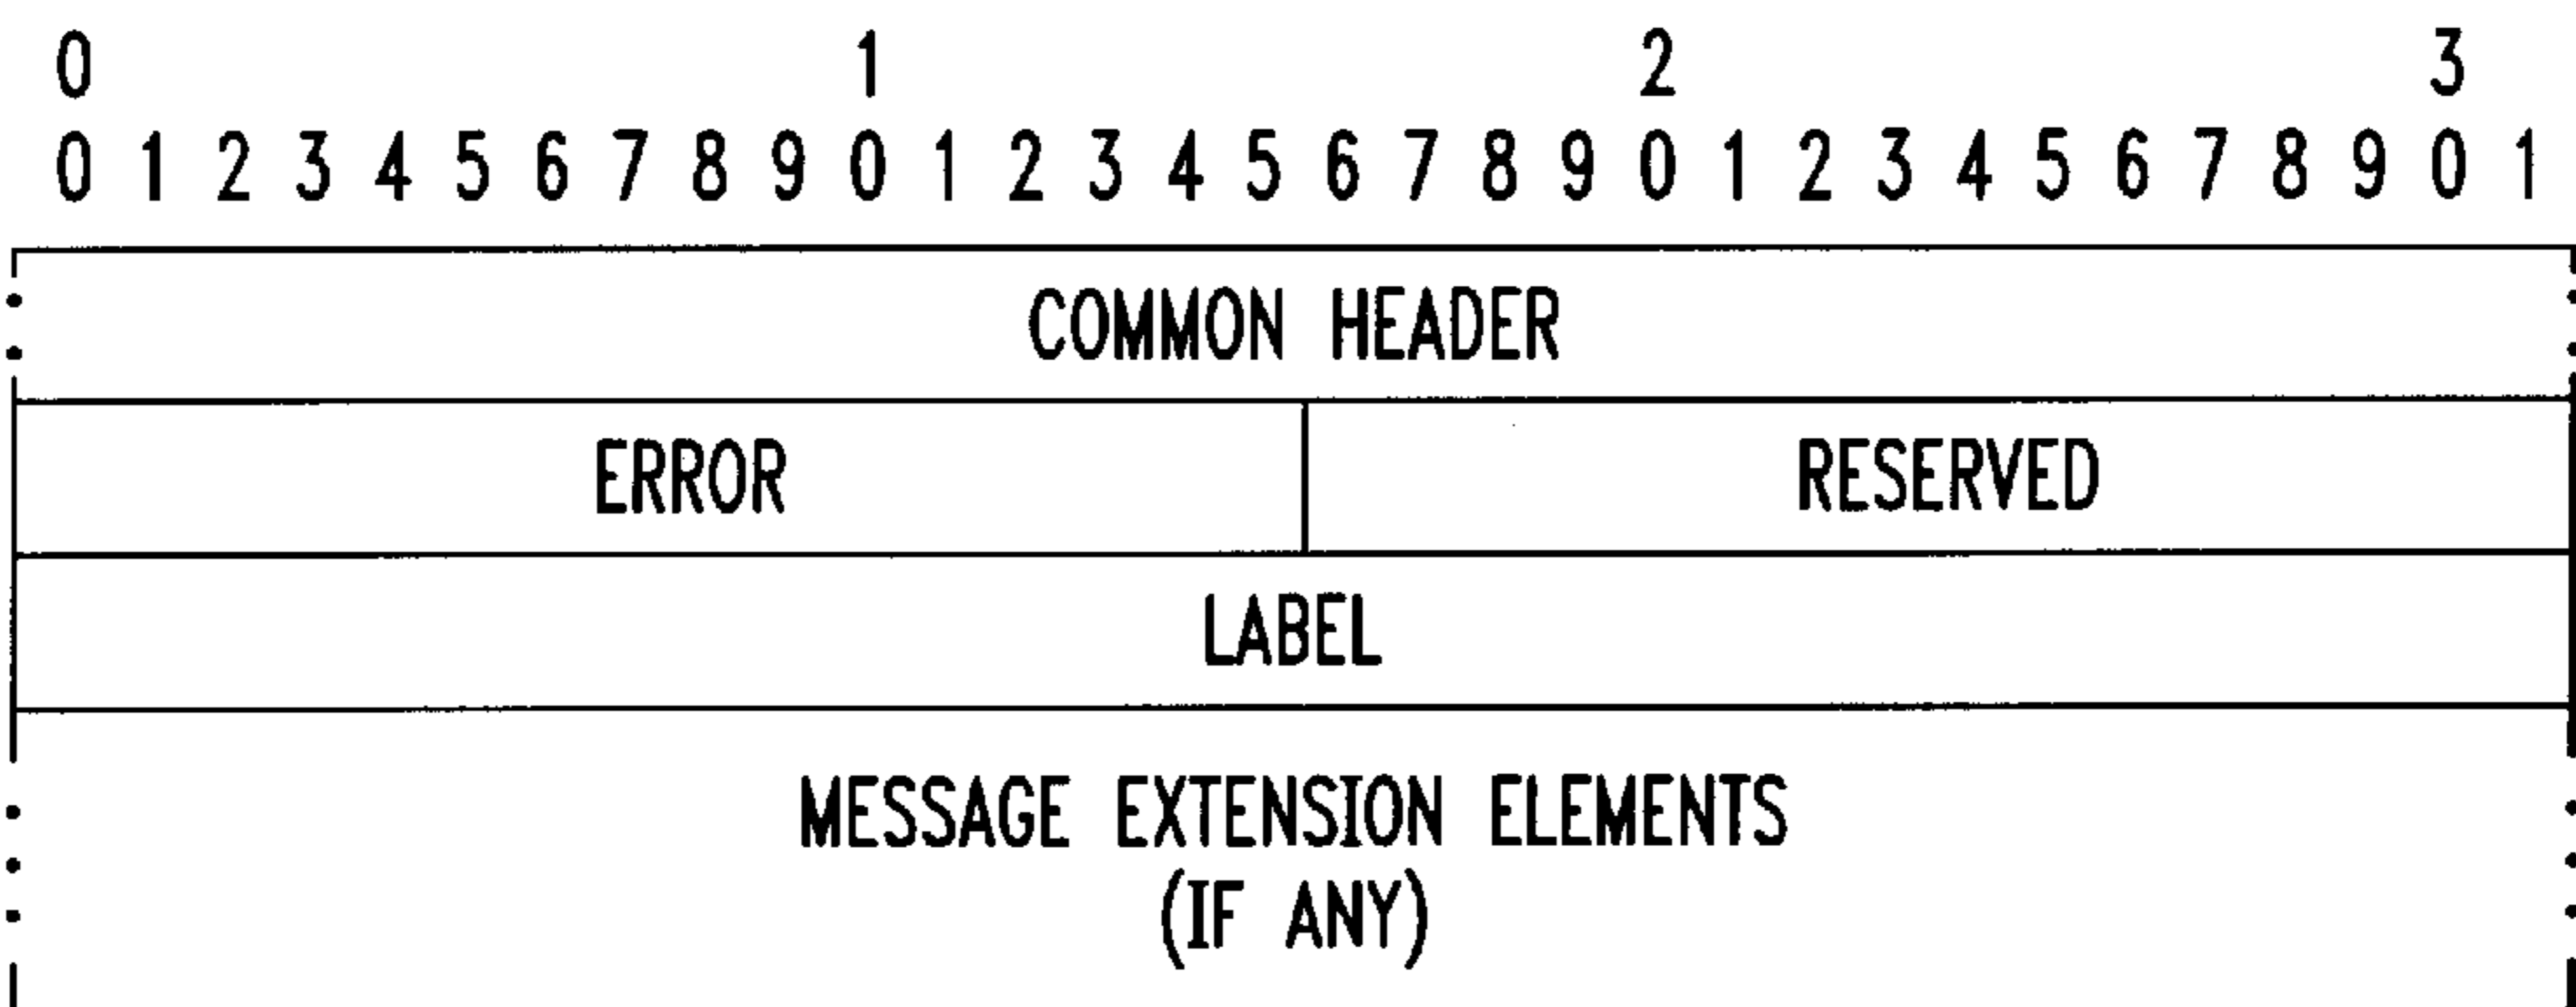 0 1 2 3
0 1 2 3 4 5 6 7 8 9 0 1 2 3 4 5 6 7 8 9 0 1 2 3 4 5 6 7 8 9 0 1
COMMON HEADER
ERROR RESERVED
LABEL
MESSAGE EXTENSION ELEMENTS
(IF ANY)